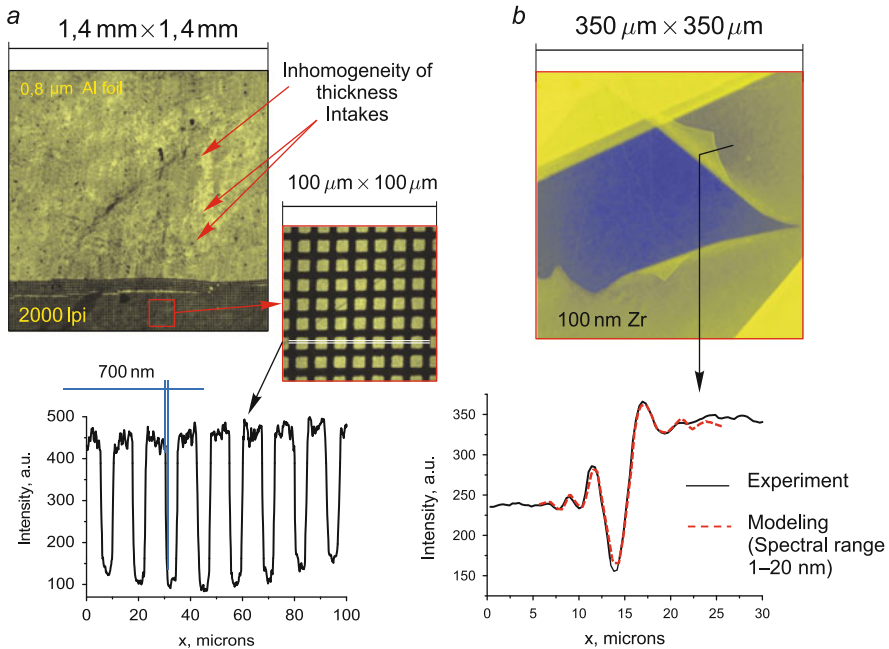 a
1,4 mm × 1,4 mm
0,8 μm Al foil
Inhomogeneity of
thickness
Intakes
100 μm × 100 μm
2000 lpi
700 nm
500
400
300
200
100
Intensity, a.u.
0
20
40
60
80
100
x, microns
b
350 μm × 350 μm
100 nm Zr
350
300
250
200
150
Intensity, a.u.
0
5
10
15
20
25
30
x, microns
Experiment
Modeling
(Spectral range
1–20 nm)